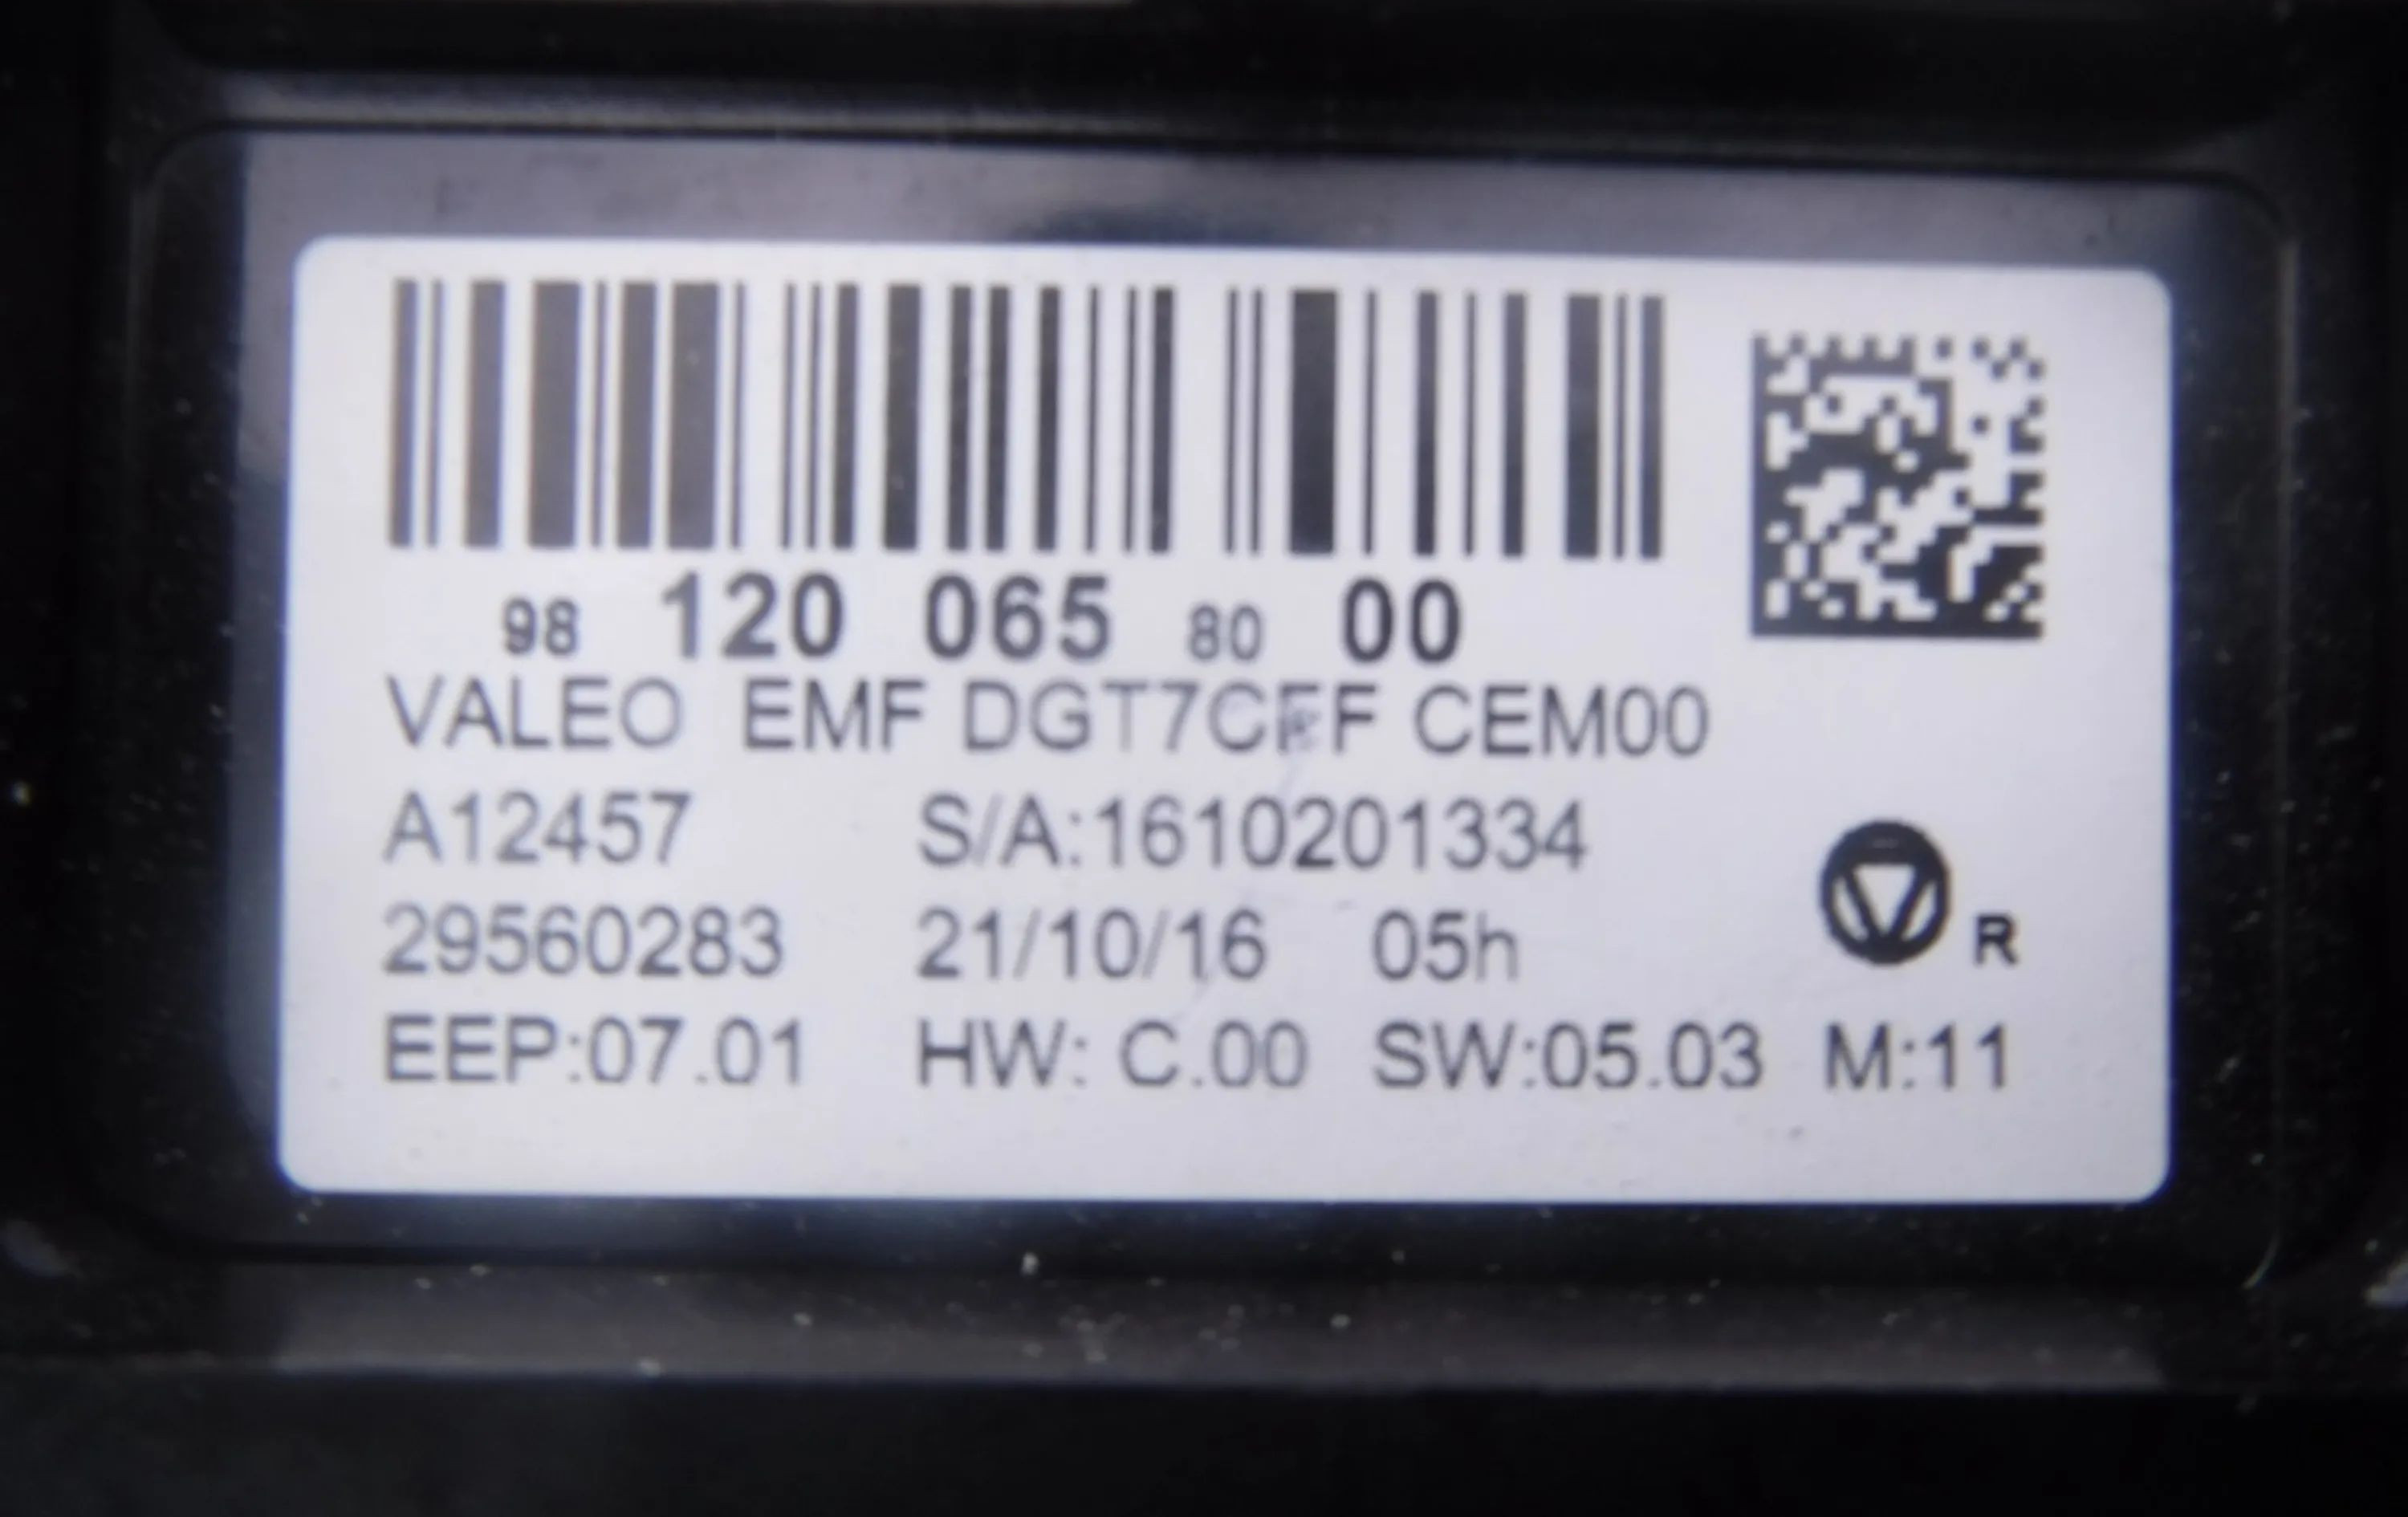 98 120 065 80 00
VALEO EMF CEM00
A12457 S/A:1610201334
29560283 21/10/16 05h
R
EEP:07.01 HW: C.00 SW:05.03 M:11